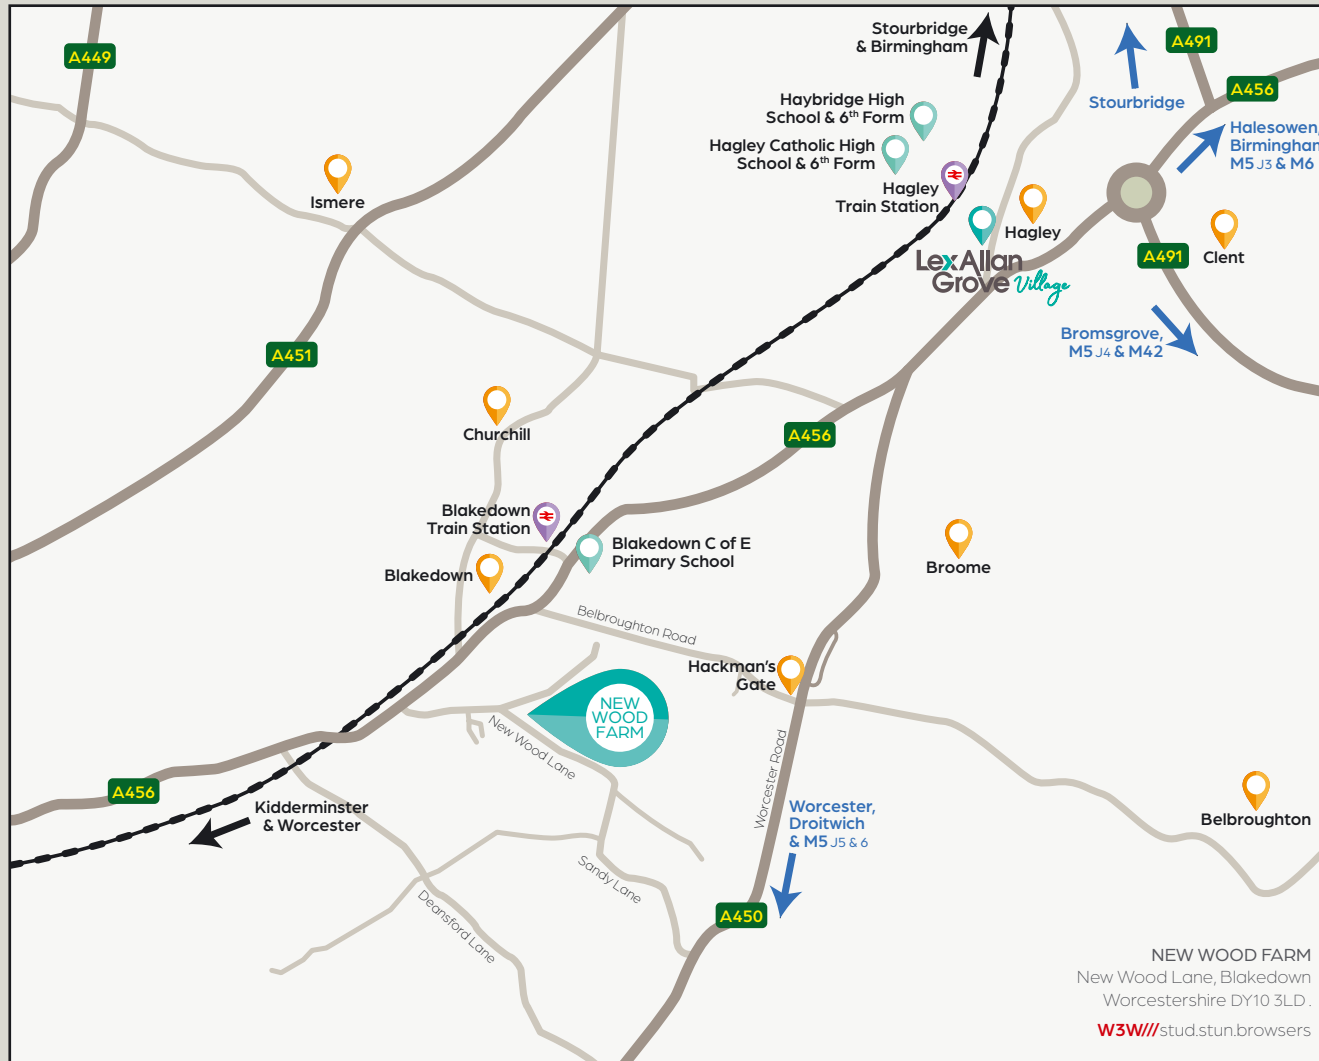 A449
Stourbridge
& Birmingham
A491
A456
Stourbridge
Haybridge High
School & 6th Form
Halesowen,
Birmingham
M5 J3 & M6
Hagley Catholic High
School & 6th Form
Ismere
Hagley
Train Station
Hagley
LexAllan
Grove Village
A491
Clent
Bromsgrove,
M5 J4 & M42
A451
Churchill
A456
Blakedown
Train Station
Blakedown C of E
Primary School
Blakedown
Broome
Belbroughton Road
Hackman's
Gate
NEW
WOOD
FARM
New Wood Lane
Worcester Road
A456
Kidderminster
& Worcester
Worcester,
Droitwich
& M5 J5 & 6
Belbroughton
Sandy Lane
Deansford Lane
A450
NEW WOOD FARM
New Wood Lane, Blakedown
Worcestershire DY10 3LD.
W3W///stud.stun.browsers